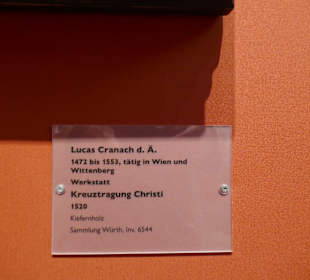 Lucas Cranach d. Ä.
1472 bis 1553, tätig in Wien und
Wittenberg
Werkstatt
Kreuztragung Christi
1520
Kiefernholz
Sammlung Würth, Inv. 6544